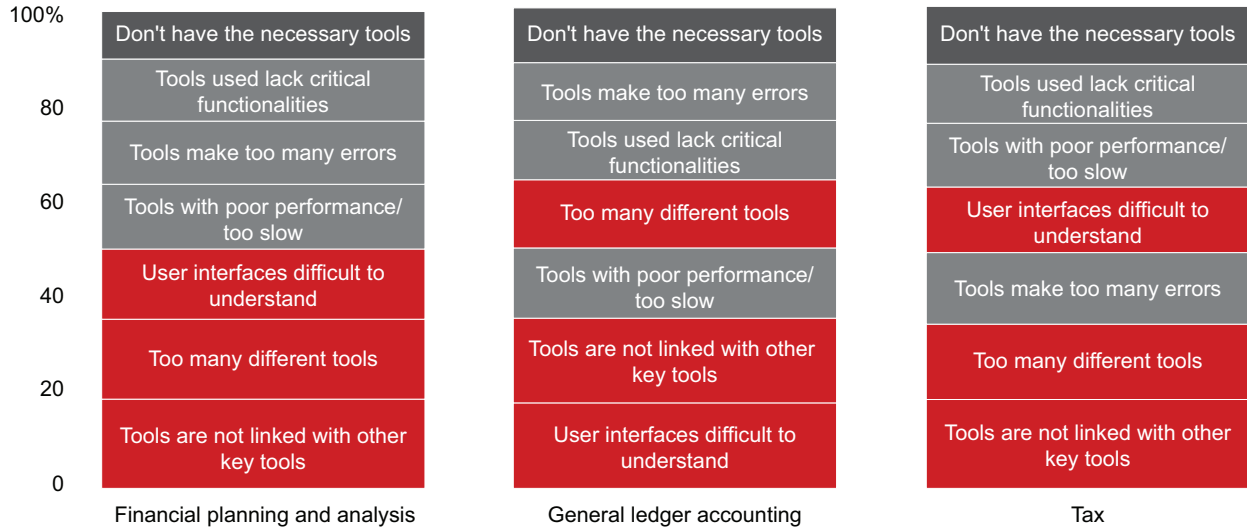 100%
80
60
40
20
0
Don't have the necessary tools
Tools used lack critical
functionalities
Tools make too many errors
Tools with poor performance/
too slow
User interfaces difficult to
understand
Too many different tools
Tools are not linked with other
key tools
Financial planning and analysis
Don't have the necessary tools
Tools make too many errors
Tools used lack critical
functionalities
Too many different tools
Tools with poor performance/
too slow
Tools are not linked with other
key tools
User interfaces difficult to
understand
General ledger accounting
Don't have the necessary tools
Tools used lack critical
functionalities
Tools with poor performance/
too slow
User interfaces difficult to
understand
Tools make too many errors
Too many different tools
Tools are not linked with other
key tools
Tax